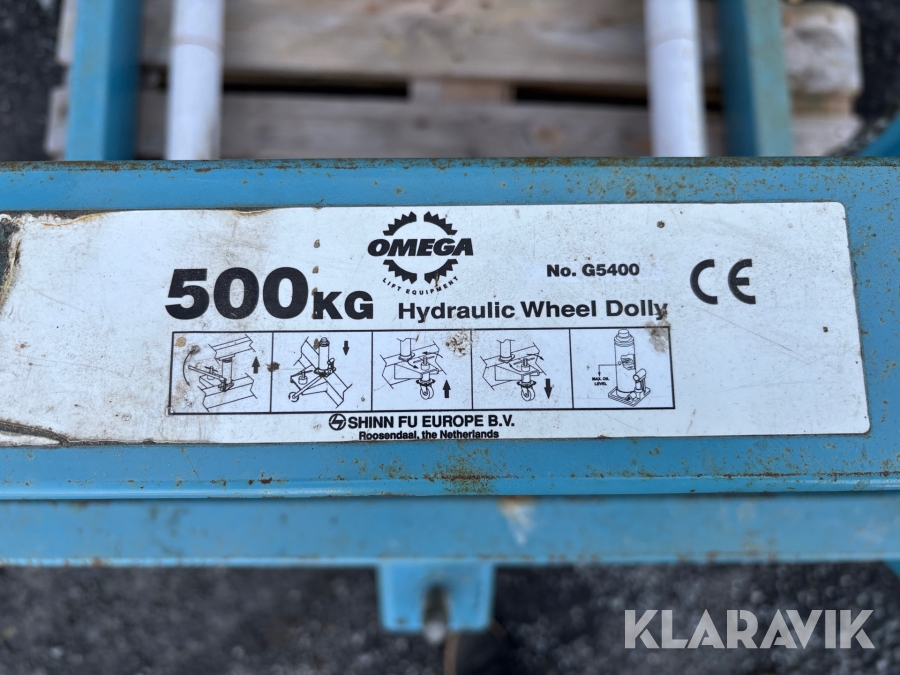 OMEGA
LIFT EQUIPMENT
No. G5400
CE
500KG Hydraulic Wheel Dolly
MAX. OIL
LEVEL
SHINN FU EUROPE B.V.
Roosendaal, the Netherlands
KLARAVIK